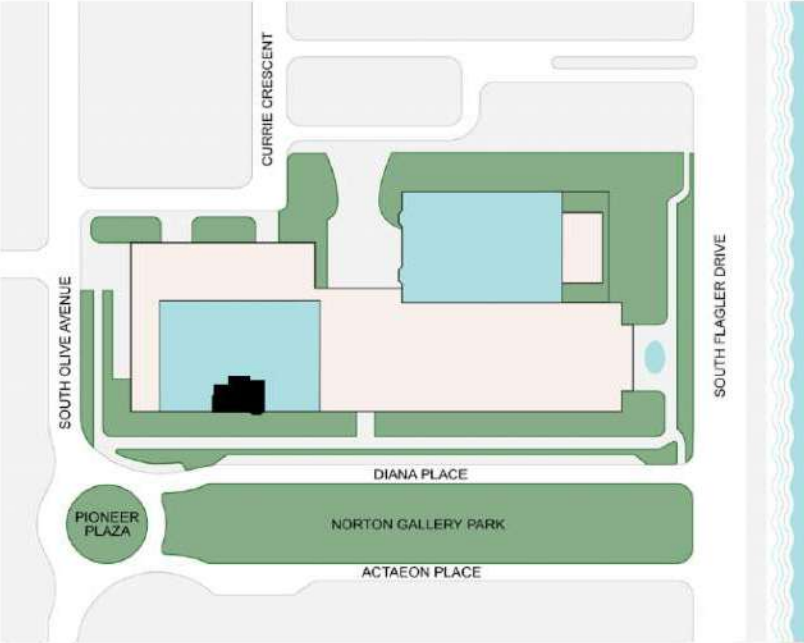 CURRIE CRESCENT
SOUTH OLIVE AVENUE
SOUTH FLAGLER DRIVE
DIANA PLACE
PIONEER
PLAZA
NORTON GALLERY PARK
ACTAEON PLACE